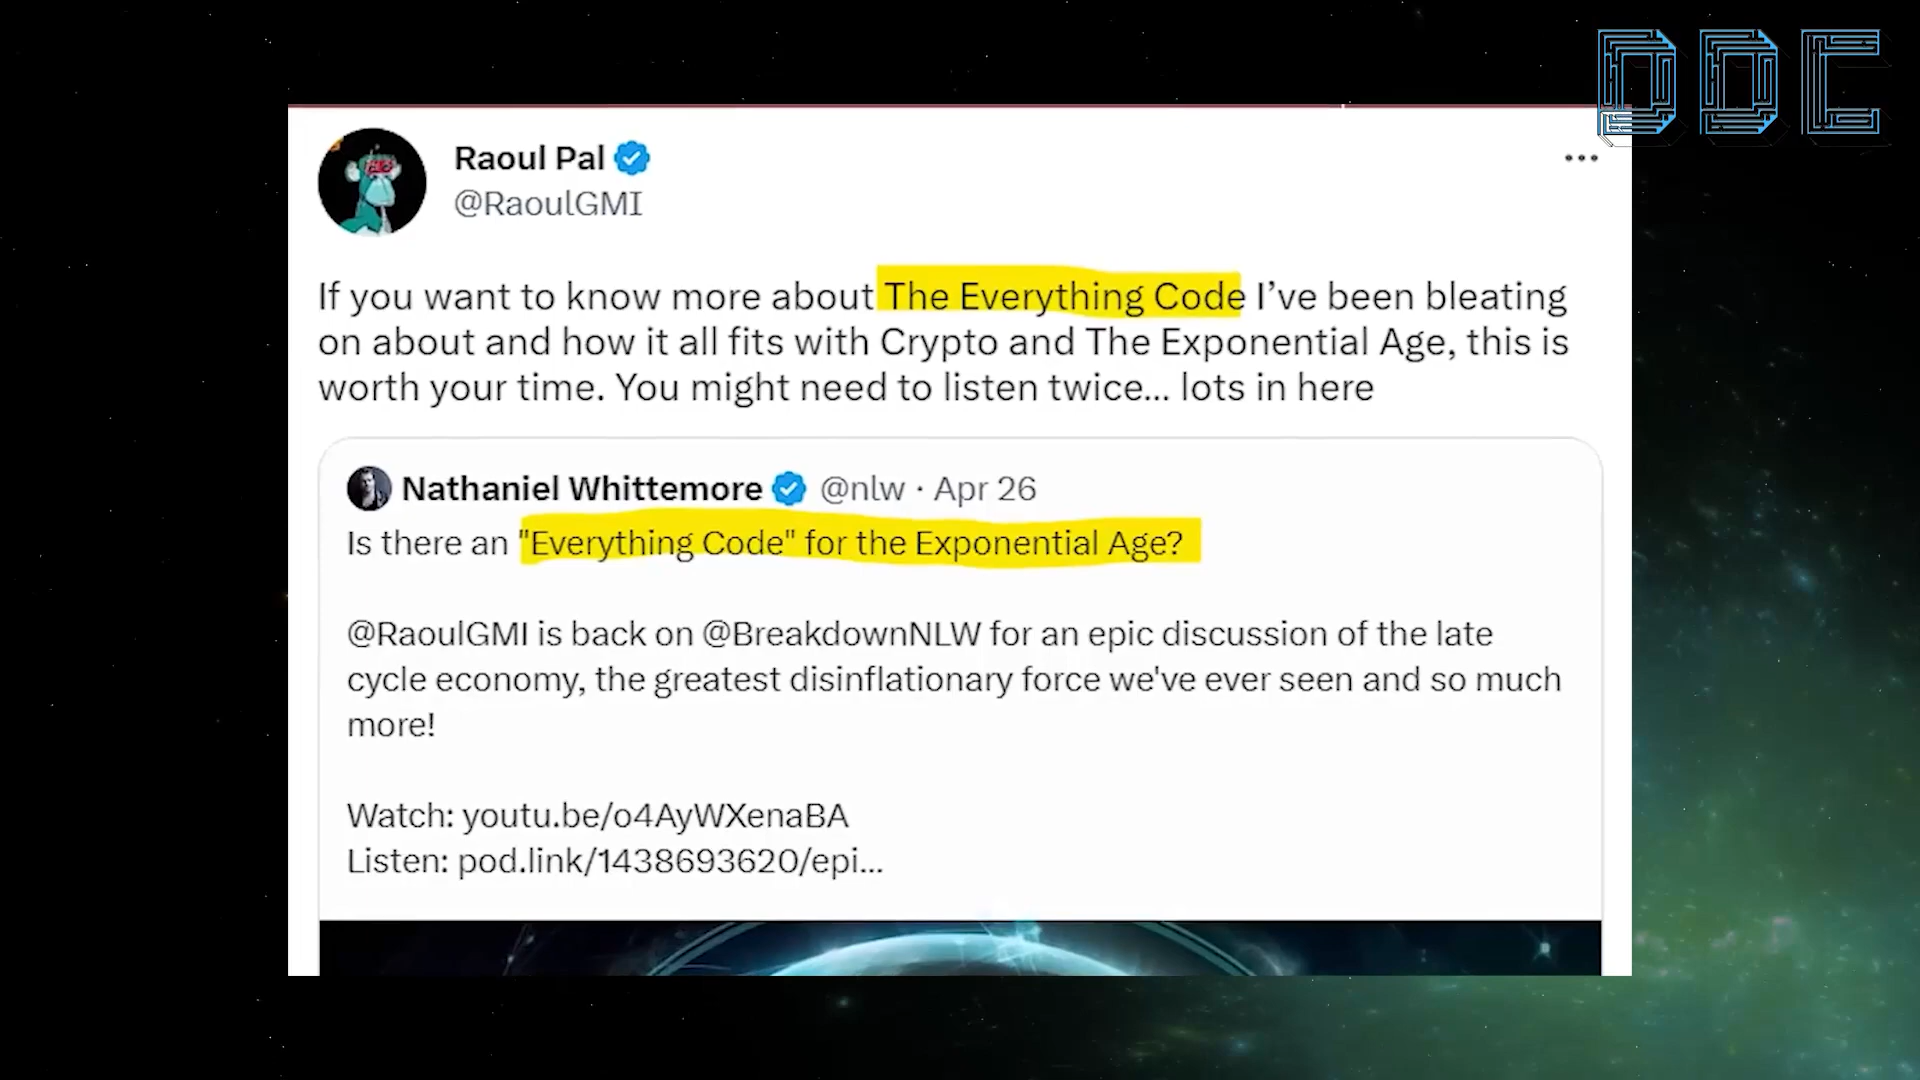 DDC
Raoul Pal
@RaoulGMI
If you want to know more about The Everything Code I’ve been bleating
on about and how it all fits with Crypto and The Exponential Age, this is
worth your time. You might need to listen twice... lots in here
Nathaniel Whittemore @nlw · Apr 26
Is there an "Everything Code" for the Exponential Age?
@RaoulGMI is back on @BreakdownNLW for an epic discussion of the late
cycle economy, the greatest disinflationary force we've ever seen and so much
more!
Watch: youtu.be/o4AyWXenaBA
Listen: pod.link/1438693620/epi...